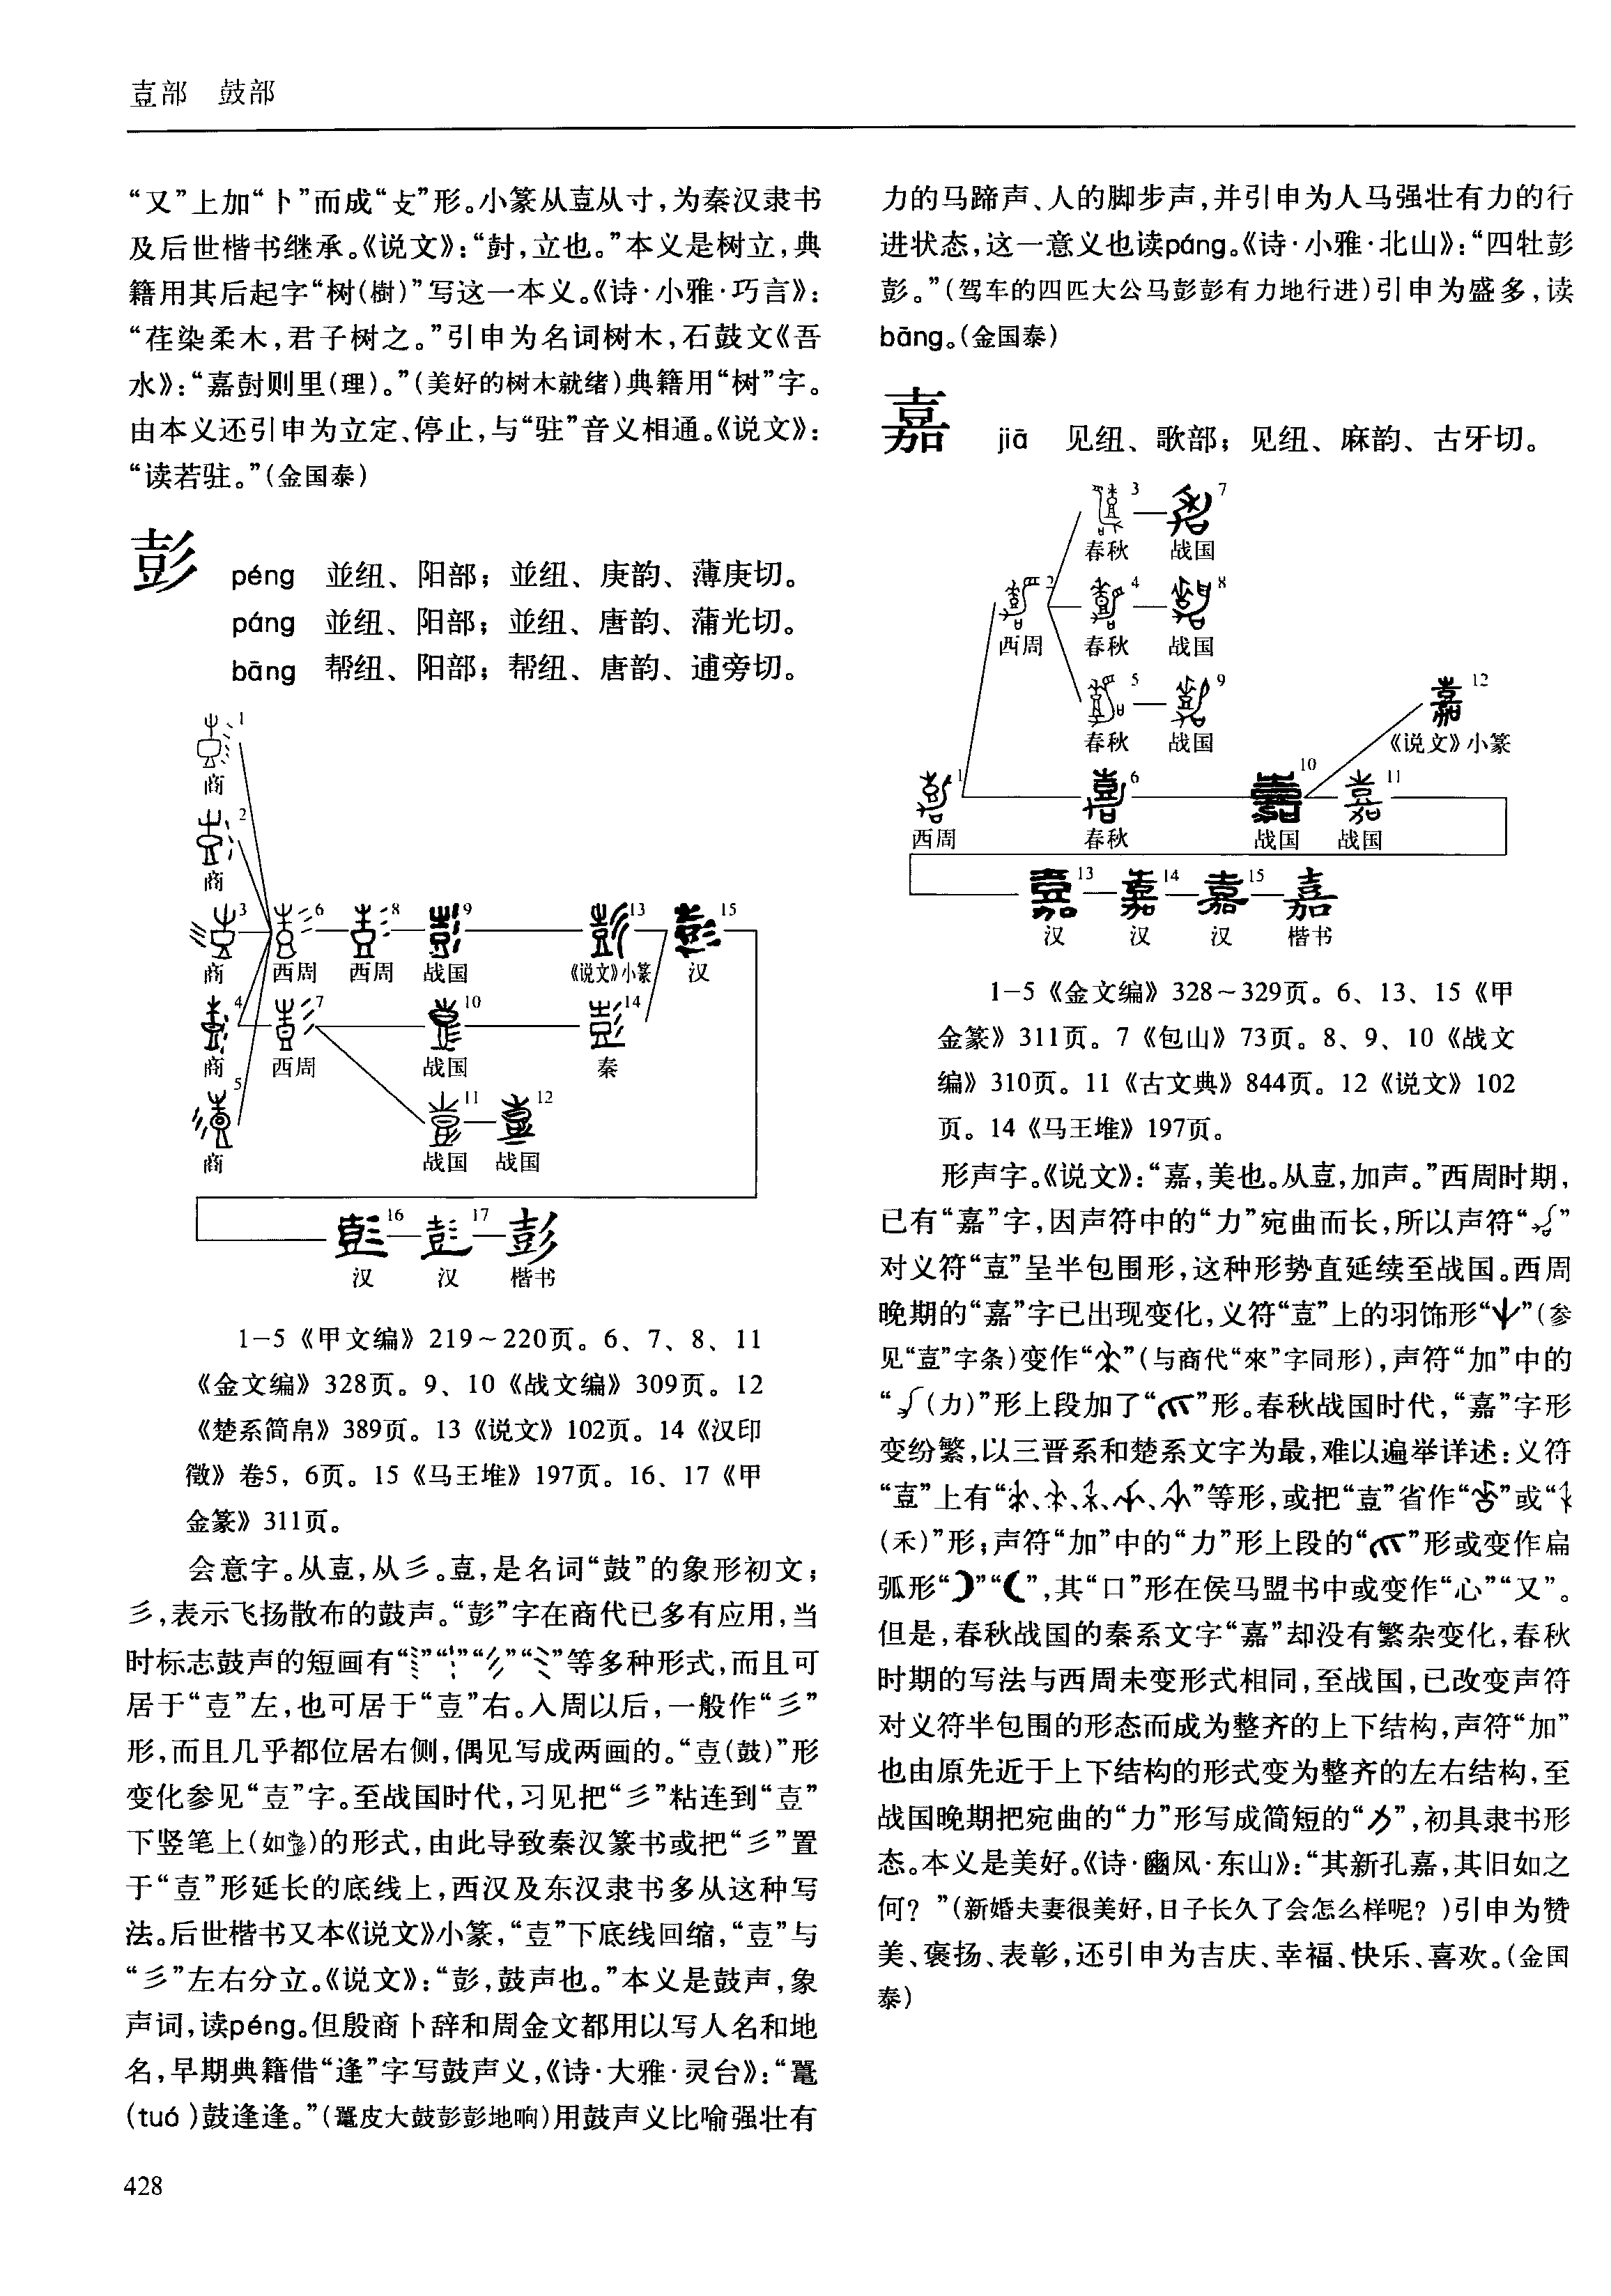 壴部　鼓部
“又”上加“卜”而成“攴”形。小篆从壴从寸，为秦汉隶书
及后世楷书继承。《说文》：“尌，立也。”本义是树立，典
籍用其后起字“树（樹）”写这一本义。《诗·小雅·巧言》：
“荏染柔木，君子树之。”引申为名词树木，石鼓文《吾
水》：“嘉尌则里（理）。”（美好的树木就绪）典籍用“树”字。
由本义还引申为立定、停止，与“驻”音义相通。《说文》：
“读若驻。”（金国泰）
彭
péng　並纽、阳部；並纽、庚韵、薄庚切。
páng　並纽、阳部；並纽、唐韵、蒲光切。
bāng　帮纽、阳部；帮纽、唐韵、逋旁切。
1
商
2
商
3 6 8 9 13 15
商 西周 西周 战国 《说文》小篆 汉
4 7 10 14
商 西周 战国 秦
5 11 12
商 战国 战国
16 17 彭
汉 汉 楷书
1－5《甲文编》219～220页。6、7、8、11
《金文编》328页。9、10《战文编》309页。12
《楚系简帛》389页。13《说文》102页。14《汉印
徵》卷5，6页。15《马王堆》197页。16、17《甲
金篆》311页。
会意字。从壴，从彡。壴，是名词“鼓”的象形初文；
彡，表示飞扬散布的鼓声。“彭”字在商代已多有应用，当
时标志鼓声的短画有“”“”“”“”等多种形式，而且可
居于“壴”左，也可居于“壴”右。入周以后，一般作“彡”
形，而且几乎都位居右侧，偶见写成两画的。“壴（鼓）”形
变化参见“壴”字。至战国时代，习见把“彡”粘连到“壴”
下竖笔上（如）的形式，由此导致秦汉篆书或把“彡”置
于“壴”形延长的底线上，西汉及东汉隶书多从这种写
法。后世楷书又本《说文》小篆，“壴”下底线回缩，“壴”与
“彡”左右分立。《说文》：“彭，鼓声也。”本义是鼓声，象
声词，读péng。但殷商卜辞和周金文都用以写人名和地
名，早期典籍借“逢”字写鼓声义，《诗·大雅·灵台》：“鼍
（tuó）鼓逢逢。”（鼍皮大鼓彭彭地响）用鼓声义比喻强壮有
力的马蹄声、人的脚步声，并引申为人马强壮有力的行
进状态，这一意义也读páng。《诗·小雅·北山》：“四牡彭
彭。”（驾车的四匹大公马彭彭有力地行进）引申为盛多，读
bāng。（金国泰）
嘉　jiā　见纽、歌部；见纽、麻韵、古牙切。
3 7
春秋 战国
2 4 8
西周 春秋 战国
5 9 12
春秋 战国 《说文》小篆
1 6 10 11
西周 春秋 战国 战国
13 14 15 嘉
汉 汉 汉 楷书
1－5《金文编》328～329页。6、13、15《甲
金篆》311页。7《包山》73页。8、9、10《战文
编》310页。11《古文典》844页。12《说文》102
页。14《马王堆》197页。
形声字。《说文》：“嘉，美也。从壴，加声。”西周时期，
已有“嘉”字，因声符中的“力”宛曲而长，所以声符“”
对义符“壴”呈半包围形，这种形势直延续至战国。西周
晚期的“嘉”字已出现变化，义符“壴”上的羽饰形“”（参
见“壴”字条）变作“”（与商代“來”字同形），声符“加”中的
“（力）”形上段加了“”形。春秋战国时代，“嘉”字形
变纷繁，以三晋系和楚系文字为最，难以遍举详述：义符
“壴”上有“、、、、”等形，或把“壴”省作“”或“
（禾）”形；声符“加”中的“力”形上段的“”形或变作扁
弧形“”“”，其“口”形在侯马盟书中或变作“心”“又”。
但是，春秋战国的秦系文字“嘉”却没有繁杂变化，春秋
时期的写法与西周未变形式相同，至战国，已改变声符
对义符半包围的形态而成为整齐的上下结构，声符“加”
也由原先近于上下结构的形式变为整齐的左右结构，至
战国晚期把宛曲的“力”形写成简短的“”，初具隶书形
态。本义是美好。《诗·豳风·东山》：“其新孔嘉，其旧如之
何？”（新婚夫妻很美好，日子长久了会怎么样呢？）引申为赞
美、褒扬、表彰，还引申为吉庆、幸福、快乐、喜欢。（金国
泰）
428